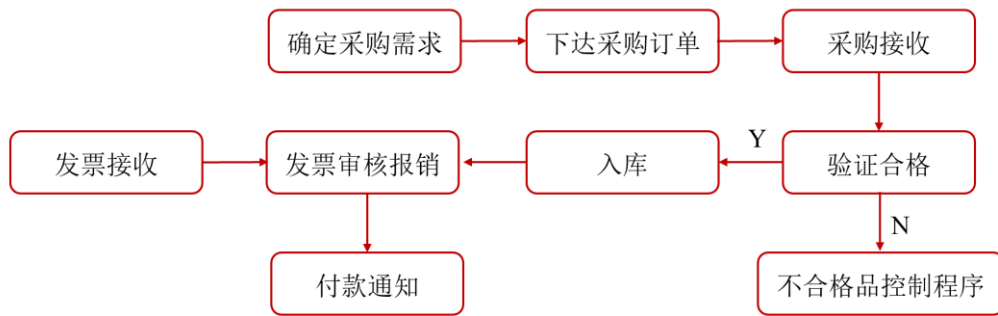 确定采购需求
下达采购订单
采购接收
发票接收
发票审核报销
入库
Y
验证合格
N
付款通知
不合格品控制程序